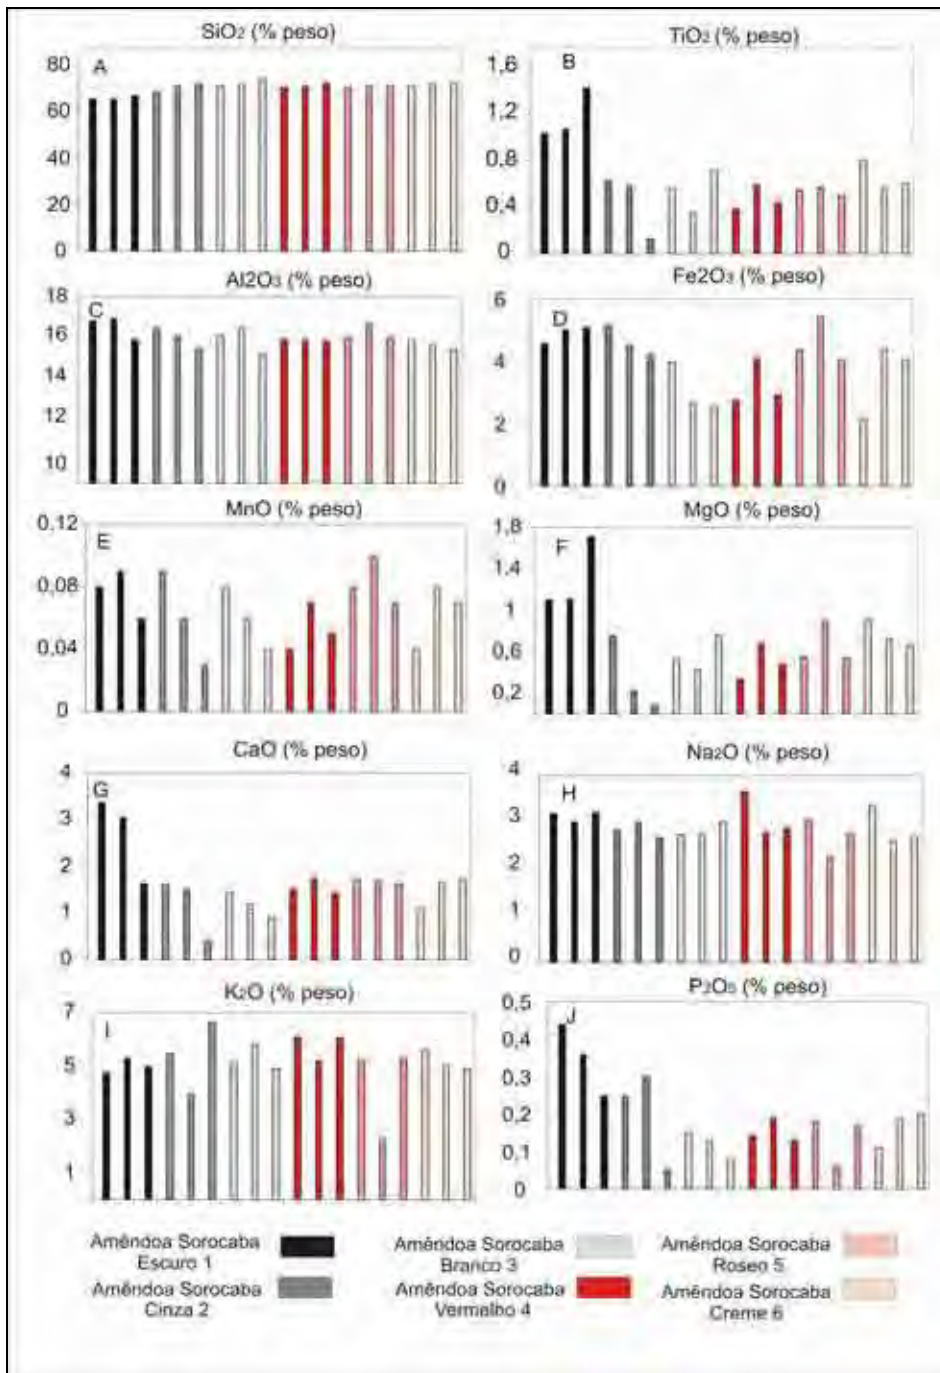 SiO₂ (% peso)
A
80
60
40
20
0
TiO₂ (% peso)
B
1,6
1,2
0,8
0,4
0
Al2O₃ (% peso)
C
18
16
14
12
10
Fe2O₃ (% peso)
D
6
4
2
0
MnO (% peso)
E
0,12
0,08
0,04
0
MgO (% peso)
F
1,8
1,4
1
0,6
0,2
CaO (% peso)
G
4
3
2
1
0
Na₂O (% peso)
H
4
3
2
1
0
K₂O (% peso)
I
7
5
3
1
P₂O₅ (% peso)
J
0,5
0,4
0,3
0,2
0,1
0
Amêndoa Sorocaba
Escuro 1
Amêndoa Sorocaba
Branco 3
Amêndoa Sorocaba
Roseo 5
Amêndoa Sorocaba
Cinza 2
Amêndoa Sorocaba
Vermalho 4
Amêndoa Sorocaba
Creme 6